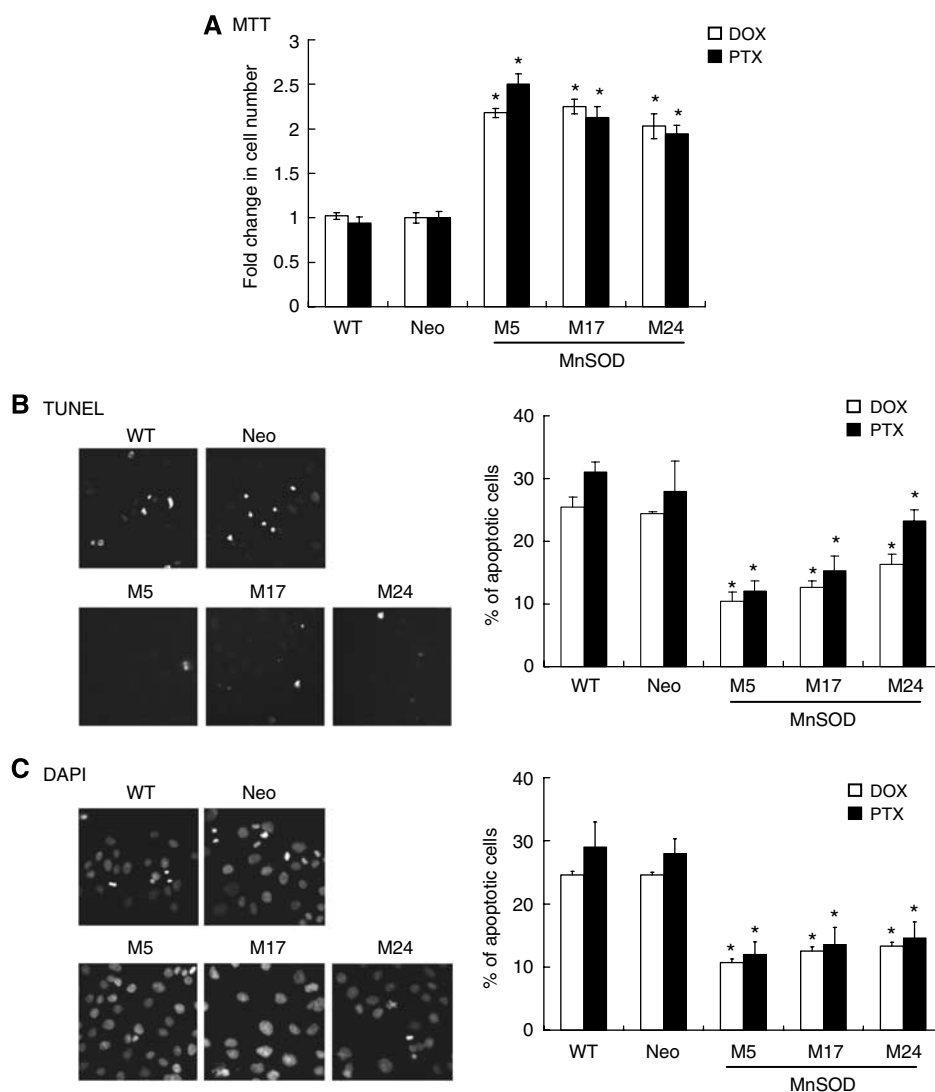 A MTT
DOX
PTX
Fold change in cell number
3
2.5
2
1.5
1
0.5
0
* * * * * *
WT Neo M5 M17 M24
MnSOD
B TUNEL
WT Neo
M5 M17 M24
DOX
PTX
% of apoptotic cells
40
30
20
10
0
* * * * * *
WT Neo M5 M17 M24
MnSOD
C DAPI
WT Neo
M5 M17 M24
DOX
PTX
% of apoptotic cells
40
30
20
10
0
* * * * * *
WT Neo M5 M17 M24
MnSOD